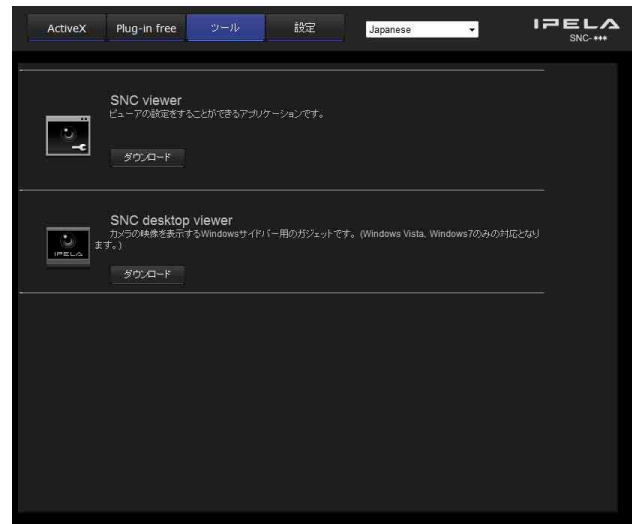 ActiveX Plug-in free ツール 設定 Japanese IPELA
SNC-***
SNC viewer
ビューアの設定をすることができるアプリケーションです。
ダウンロード
SNC desktop viewer
カメラの映像を表示するWindowsサイドバー用のガジェットです。(Windows Vista, Windows7のみの対応となり
ます。)
IPELA
ダウンロード